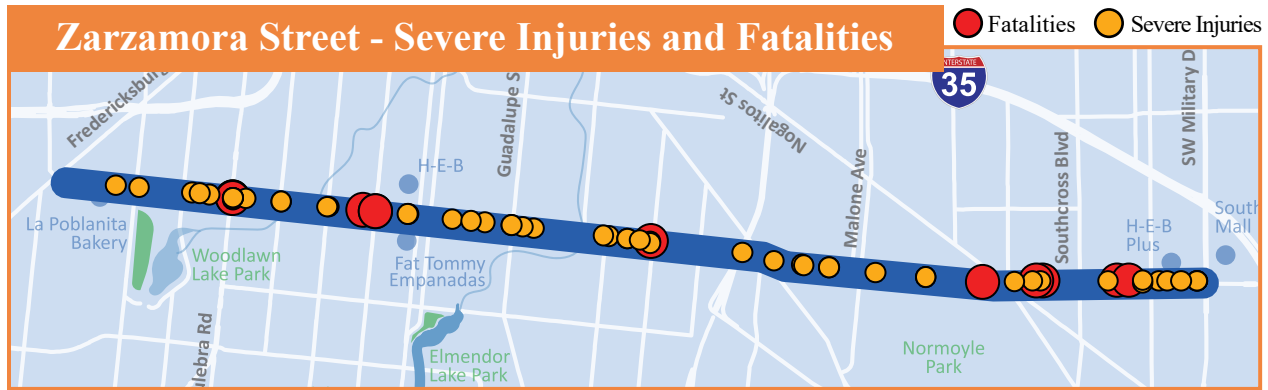 Zarzamora Street - Severe Injuries and Fatalities
Fatalities
Severe Injuries
Fredericksburg
Guadalupe S
Nogalitos St
INTERSTATE
35
SW Military D
Malone Ave
Southcross Blvd
H-E-B
La Poblanita
Bakery
Woodlawn
Lake Park
Fat Tommy
Empanadas
H-E-B
Plus
South
Mall
ulebra Rd
Elmendor
Lake Park
Normoyle
Park